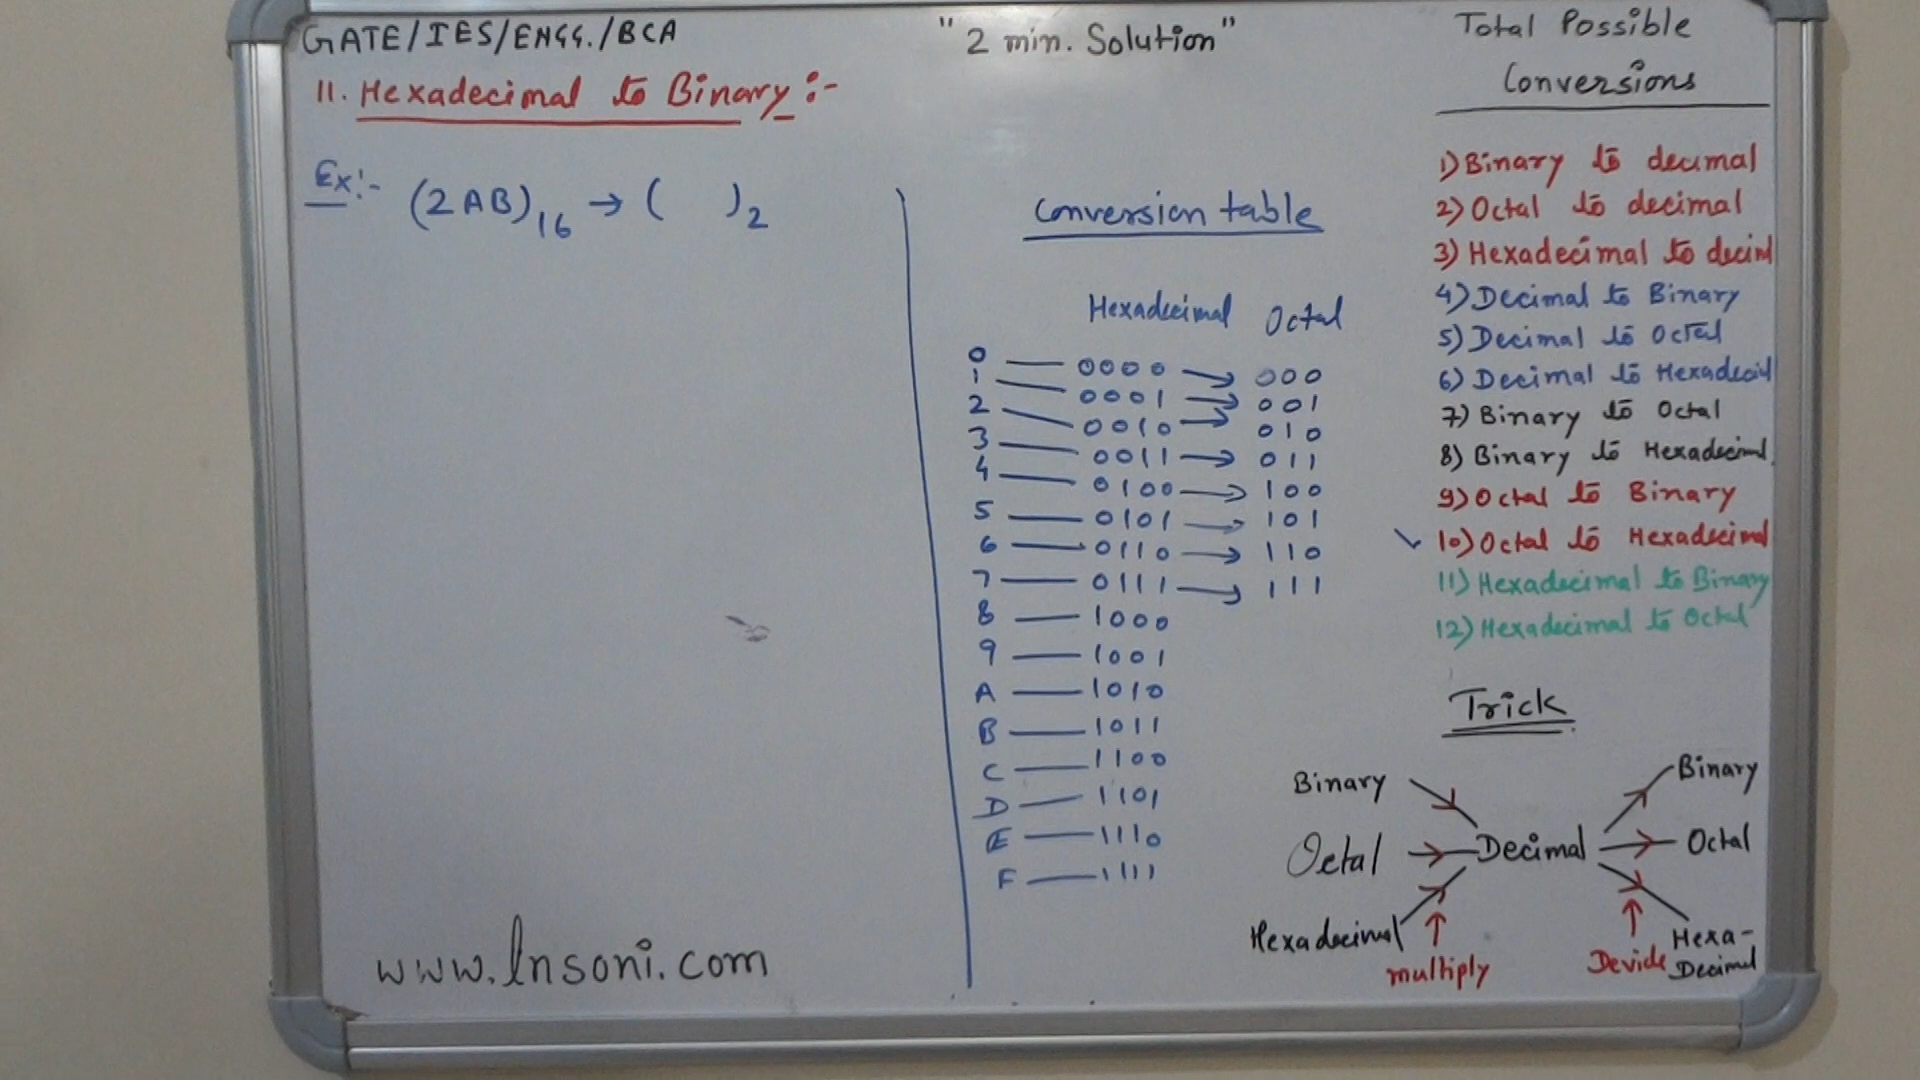 GATE/IES/ENGG./BCA
"2 min. Solution"
11. Hexadecimal to Binary :-
Ex:- (2AB)16 → ( )2
www.lnsoni.com
Conversion table
Hexadecimal Octal
0 — 0000 → 000
1 — 0001 → 001
2 — 0010 → 010
3 — 0011 → 011
4 — 0100 → 100
5 — 0101 → 101
6 — 0110 → 110
7 — 0111 → 111
8 — 1000
9 — 1001
A — 1010
B — 1011
C — 1100
D — 1101
E — 1110
F — 1111
Total Possible
Conversions
1) Binary to decimal
2) Octal to decimal
3) Hexadecimal to deciml
4) Decimal to Binary
5) Decimal to Octal
6) Decimal to Hexadeciml
7) Binary to Octal
8) Binary to Hexadeciml
9) Octal to Binary
10) Octal to Hexadecimal
11) Hexadecimal to Binary
12) Hexadecimal to Octal
Trick
Binary Binary
Octal Decimal Octal
Hexadecimal Hexa-
Decimal
multiply Devide